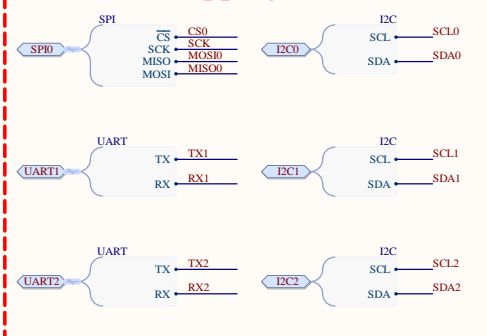 SPI
SPI0
CS CS0
SCK SCK
MISO MOSI0
MOSI MISO0
I2C
I2C0
SCL SCL0
SDA SDA0
UART
UART1
TX TX1
RX RX1
I2C
I2C1
SCL SCL1
SDA SDA1
UART
UART2
TX TX2
RX RX2
I2C
I2C2
SCL SCL2
SDA SDA2